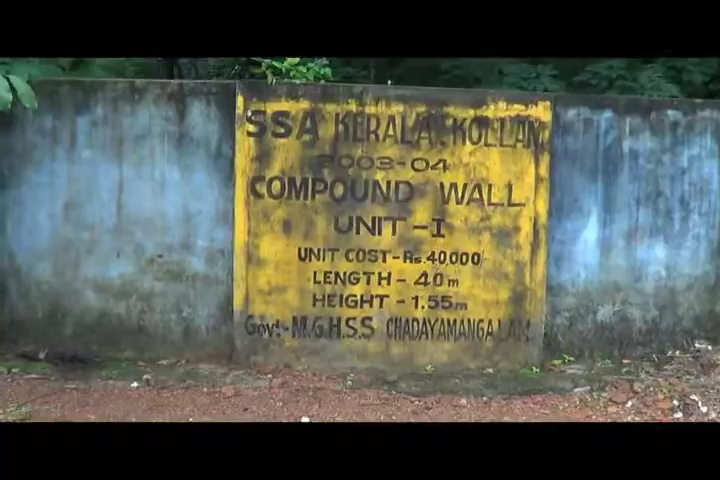 SSA KERALA. KOLLAM
2003-04
COMPOUND WALL
UNIT-I
UNIT COST-Rs.40,000
LENGTH-40m
HEIGHT-1.55m
Govt-M.G.H.S.S CHADAYAMANGALAM